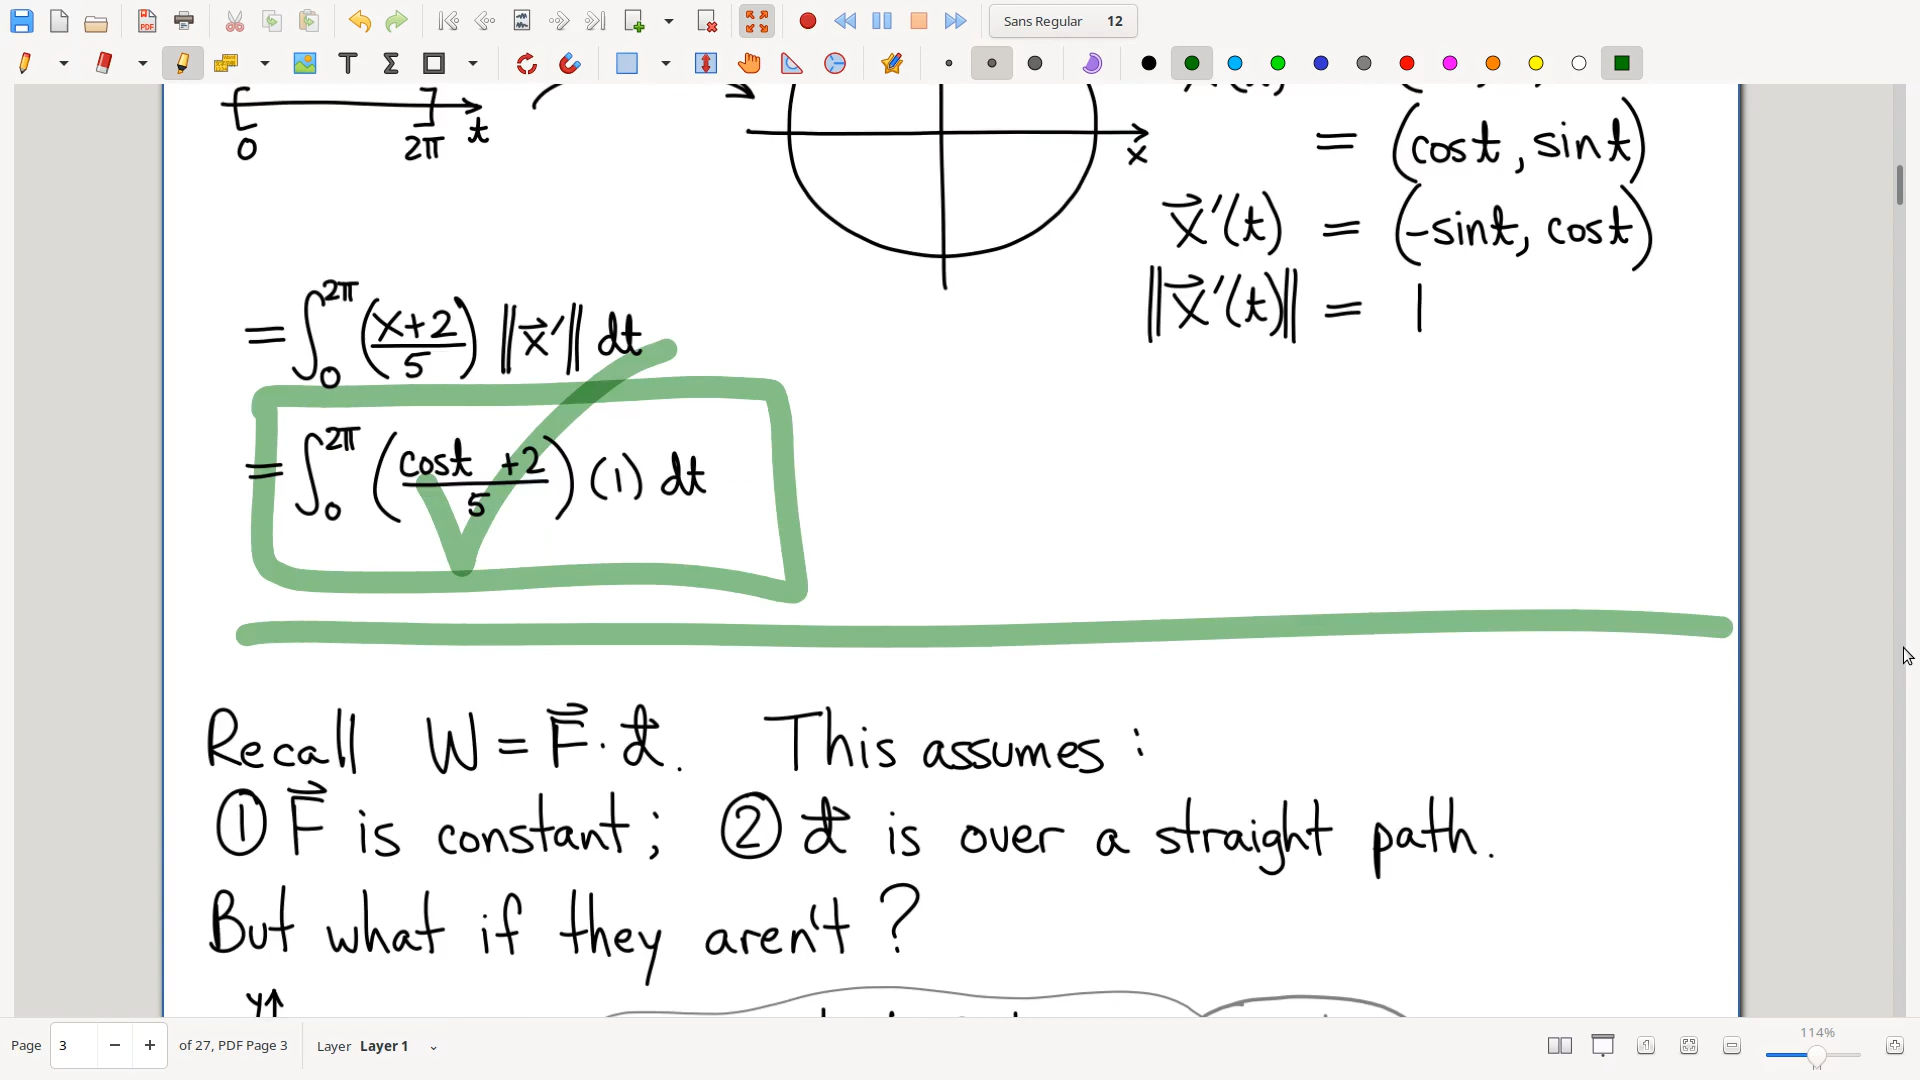 Sans Regular 12
0 2π t
x
= (cost, sint)
x⃗'(t) = (-sint, cost)
‖x⃗'(t)‖ = 1
= ∫₀^2π ((x+2)/5) ‖x⃗'‖ dt
= ∫₀^2π ((cost +2)/5) (1) dt
Recall W = F⃗ · d⃗. This assumes:
① F⃗ is constant; ② d⃗ is over a straight path.
But what if they aren't?
y
Page 3 of 27, PDF Page 3 Layer Layer 1 114%